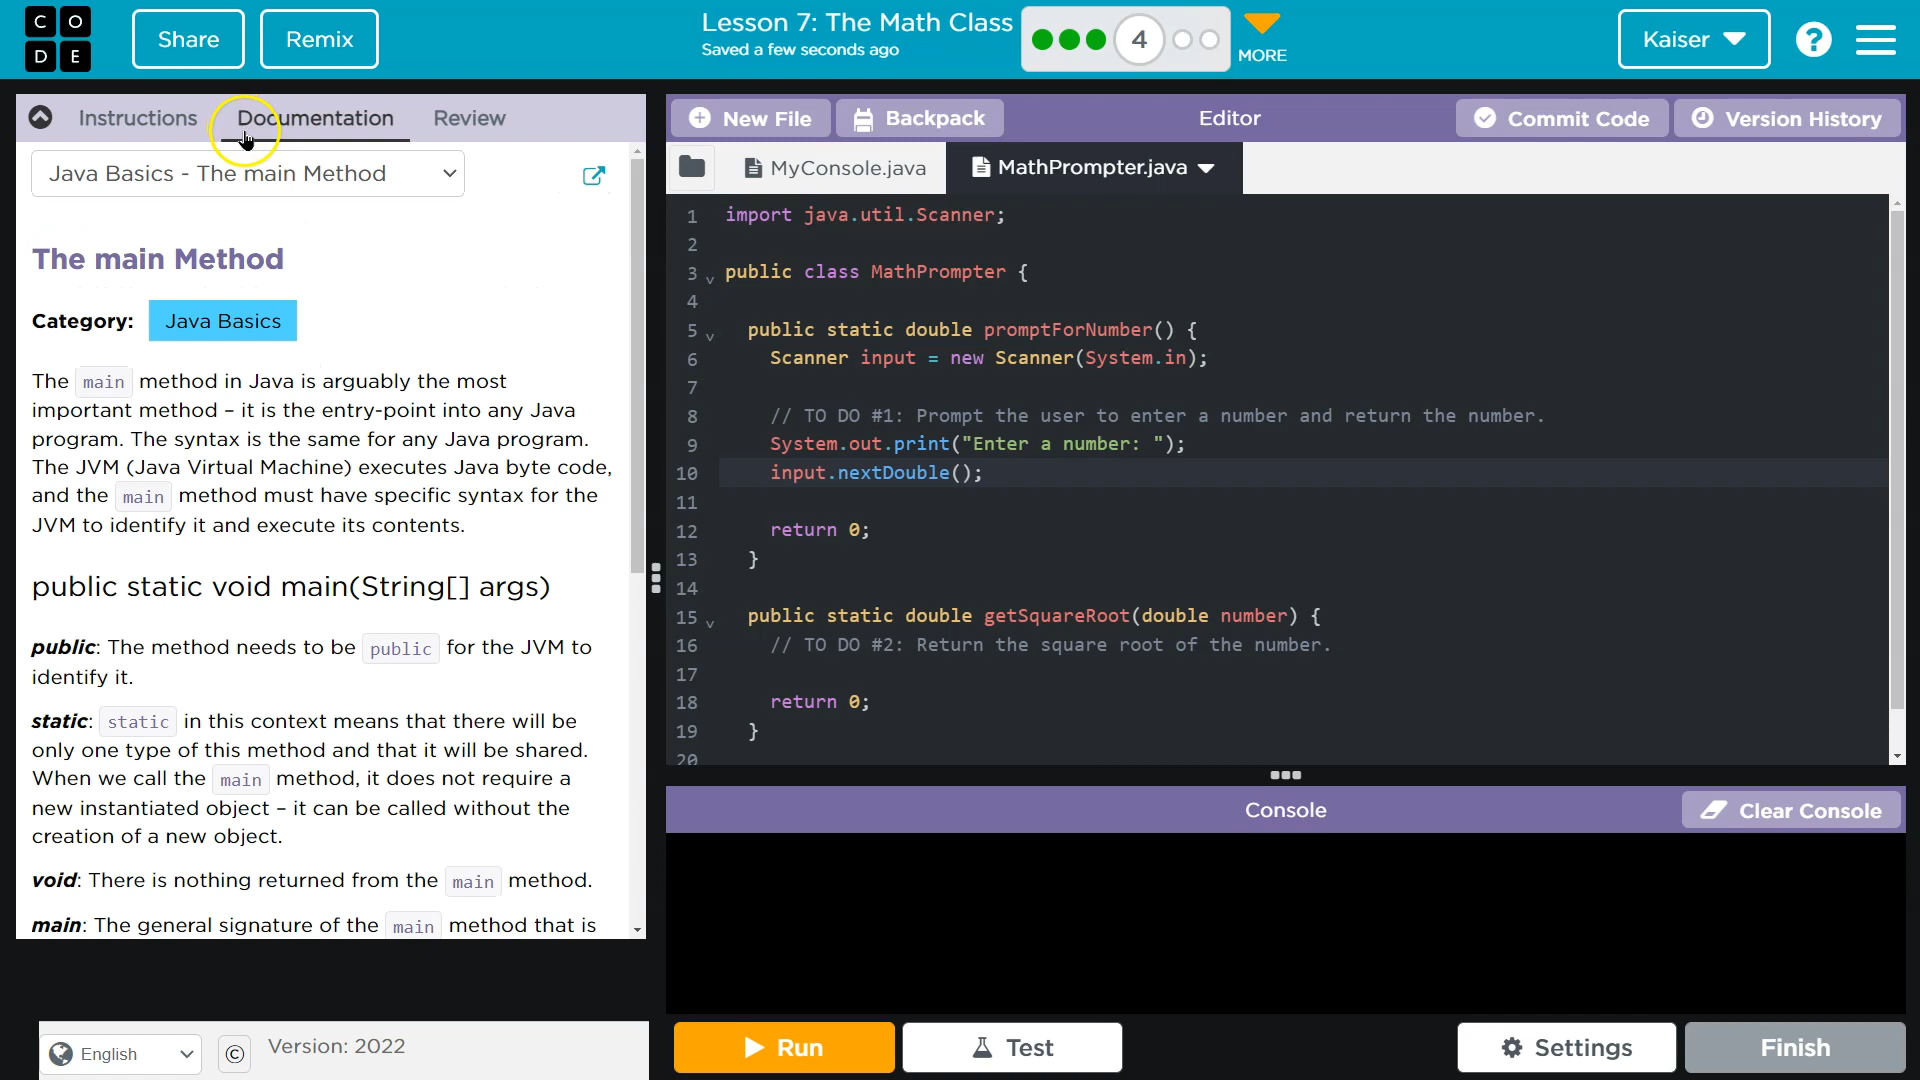 CODE
Share
Remix
Lesson 7: The Math Class
Saved a few seconds ago
4
MORE
Kaiser
?
Instructions
Documentation
Review
Java Basics - The main Method
The main Method
Category: Java Basics
The main method in Java is arguably the most
important method – it is the entry-point into any Java
program. The syntax is the same for any Java program.
The JVM (Java Virtual Machine) executes Java byte code,
and the main method must have specific syntax for the
JVM to identify it and execute its contents.
public static void main(String[] args)
public: The method needs to be public for the JVM to
identify it.
static: static in this context means that there will be
only one type of this method and that it will be shared.
When we call the main method, it does not require a
new instantiated object – it can be called without the
creation of a new object.
void: There is nothing returned from the main method.
main: The general signature of the main method that is
English
©
Version: 2022
New File
Backpack
Editor
Commit Code
Version History
MyConsole.java
MathPrompter.java
1 import java.util.Scanner;
2
3 public class MathPrompter {
4
5 public static double promptForNumber() {
6 Scanner input = new Scanner(System.in);
7
8 // TO DO #1: Prompt the user to enter a number and return the number.
9 System.out.print("Enter a number: ");
10 input.nextDouble();
11
12 return 0;
13 }
14
15 public static double getSquareRoot(double number) {
16 // TO DO #2: Return the square root of the number.
17
18 return 0;
19 }
20
Console
Clear Console
Run
Test
Settings
Finish